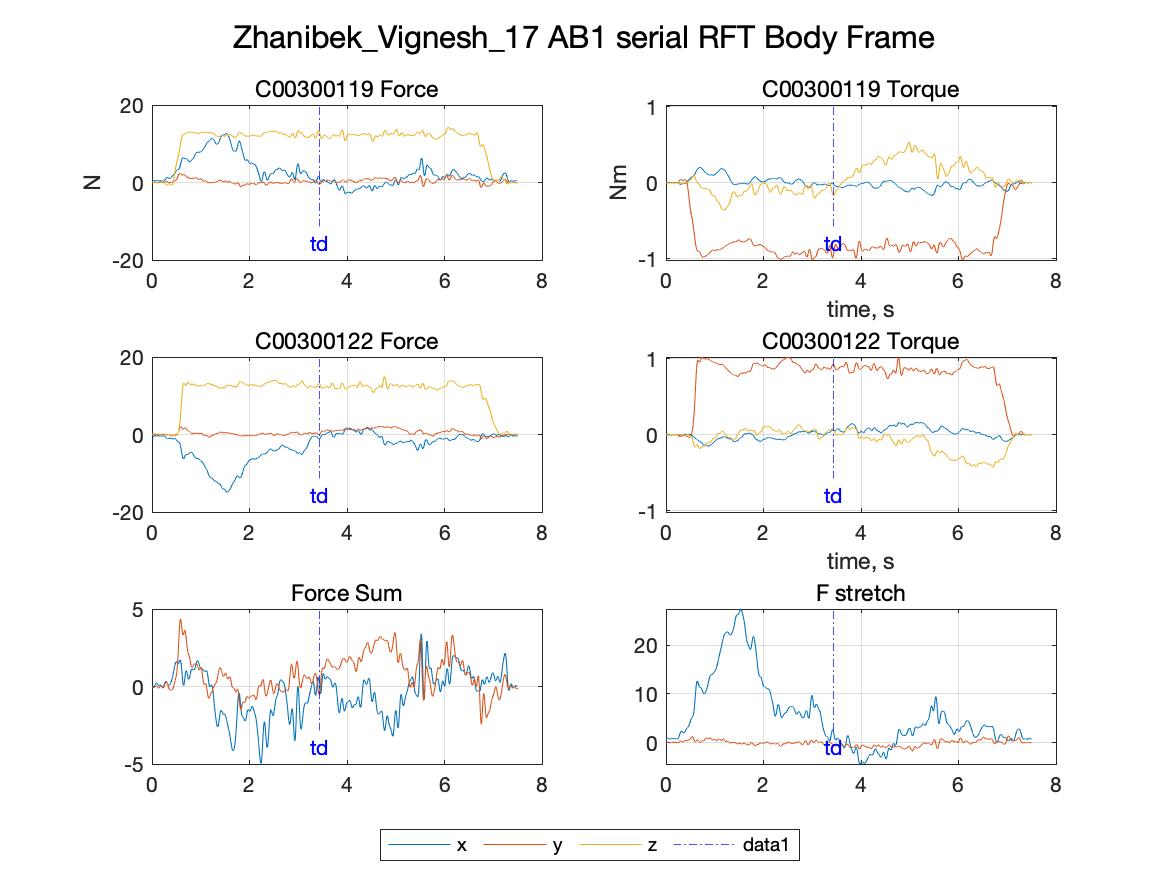 Zhanibek_Vignesh_17 AB1 serial RFT Body Frame
C00300119 Force
20
0
-20
N
td
0 2 4 6 8
C00300119 Torque
1
0
-1
Nm
td
0 2 4 6 8
time, s
C00300122 Force
20
0
-20
td
0 2 4 6 8
C00300122 Torque
1
0
-1
td
0 2 4 6 8
time, s
Force Sum
5
0
-5
td
0 2 4 6 8
F stretch
20
10
0
td
0 2 4 6 8
x y z data1